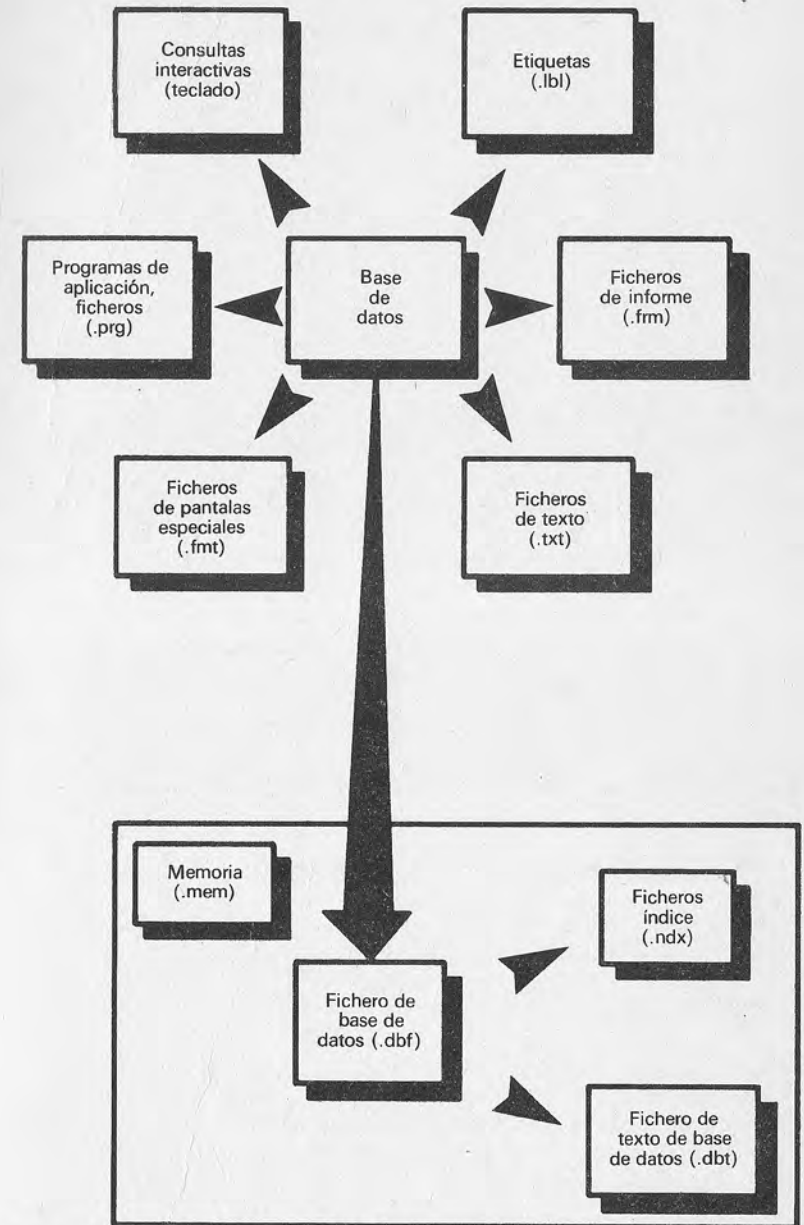 Consultas
interactivas
(teclado)
Etiquetas
(.lbl)
Programas de
aplicación,
ficheros
(.prg)
Base
de
datos
Ficheros
de informe
(.frm)
Ficheros
de pantalas
especiales
(.fmt)
Ficheros
de texto
(.txt)
Memoria
(.mem)
Ficheros
índice
(.ndx)
Fichero de
base de
datos (.dbf)
Fichero de
texto de base
de datos (.dbt)